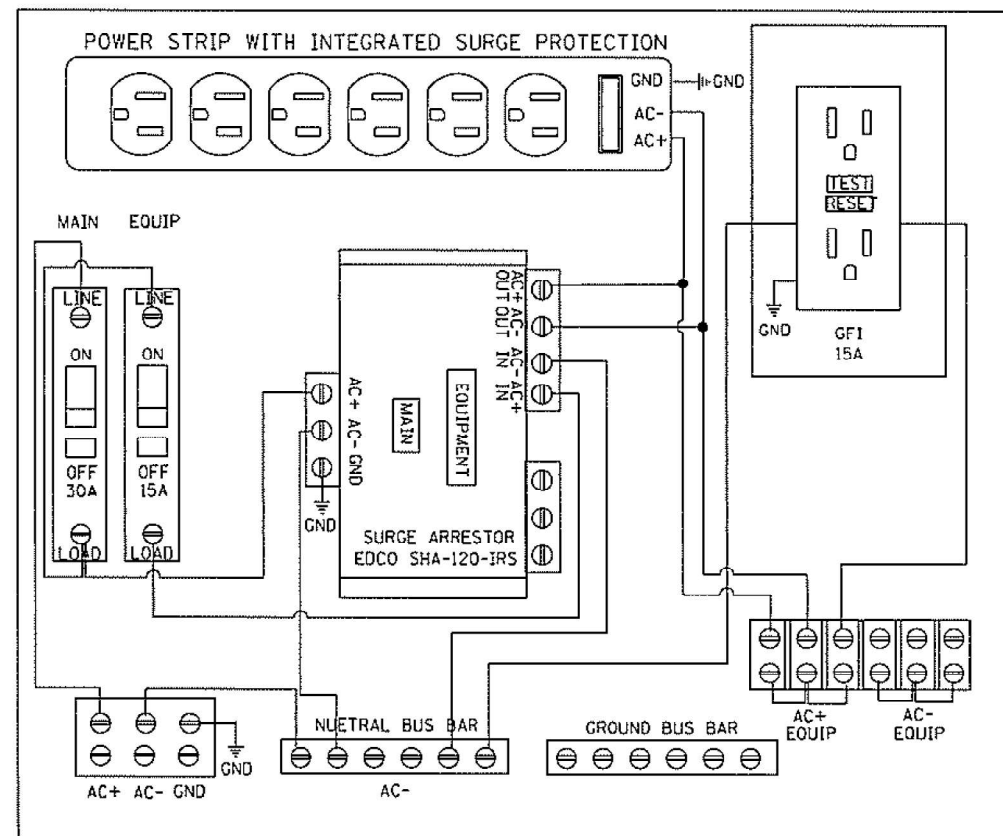 POWER STRIP WITH INTEGRATED SURGE PROTECTION
GND
GND
AC-
AC+
TEST
RESET
GND
GFI
15A
MAIN
EQUIP
LINE
ON
OFF
30A
LOAD
LINE
ON
OFF
15A
LOAD
AC+ OUT
AC- OUT
AC- IN
AC+ IN
AC+
AC-
GND
GND
MAIN
EQUIPMENT
SURGE ARRESTOR
EDCO SHA-120-IRS
AC+
EQUIP
AC-
EQUIP
GND
AC+ AC- GND
NUETRAL BUS BAR
AC-
GROUND BUS BAR